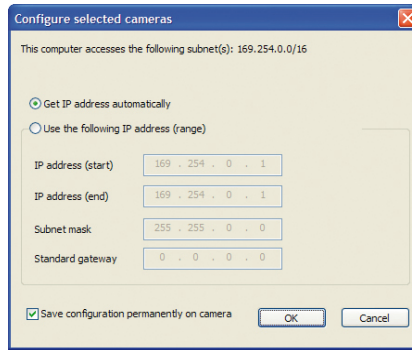 Configure selected cameras
This computer accesses the following subnet(s): 169.254.0.0/16
Get IP address automatically
Use the following IP address (range)
IP address (start) 169 . 254 . 0 . 1
IP address (end) 169 . 254 . 0 . 1
Subnet mask 255 . 255 . 0 . 0
Standard gateway 0 . 0 . 0 . 0
Save configuration permanently on camera OK Cancel